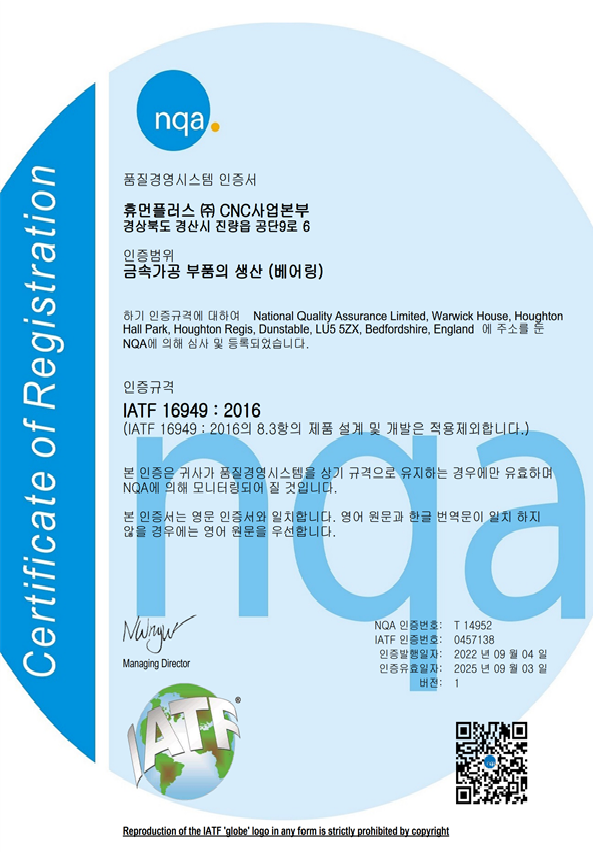 nqa.
Certificate of Registration
품질경영시스템 인증서
휴먼플러스 ㈜ CNC사업본부
경상북도 경산시 진량읍 공단9로 6
인증범위
금속가공 부품의 생산 (베어링)
하기 인증규격에 대하여 National Quality Assurance Limited, Warwick House, Houghton
Hall Park, Houghton Regis, Dunstable, LU5 5ZX, Bedfordshire, England 에 주소를 둔
NQA에 의해 심사 및 등록되었습니다.
인증규격
IATF 16949 : 2016
(IATF 16949 : 2016의 8.3항의 제품 설계 및 개발은 적용제외합니다.)
nqa
본 인증은 귀사가 품질경영시스템을 상기 규격으로 유지하는 경우에만 유효하며
NQA에 의해 모니터링되어 질 것입니다.
본 인증서는 영문 인증서와 일치합니다. 영어 원문과 한글 번역문이 일치 하지
않을 경우에는 영어 원문을 우선합니다.
Managing Director
NQA 인증번호: T 14952
IATF 인증번호: 0457138
인증발행일자: 2022 년 09 월 04 일
인증유효일자: 2025 년 09 월 03 일
버전: 1
IATF®
nqa
Reproduction of the IATF 'globe' logo in any form is strictly prohibited by copyright